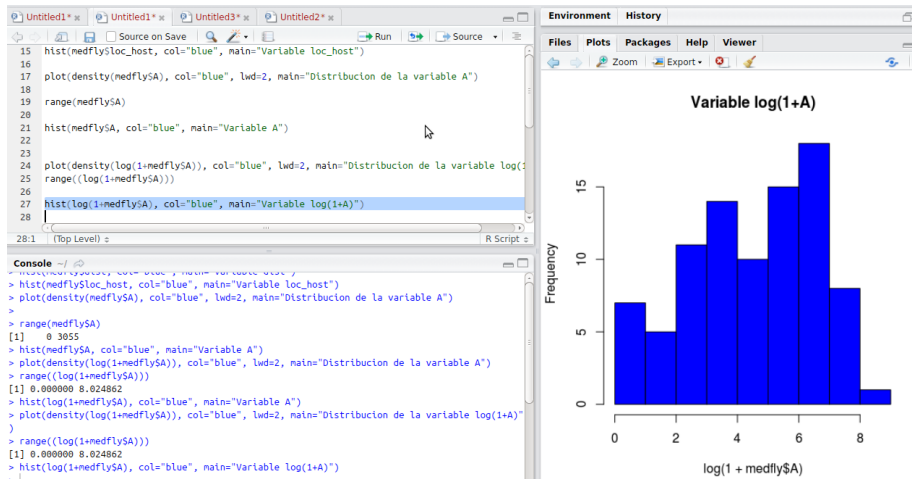 Untitled1* × Untitled1* × Untitled3* × Untitled2* ×
Source on Save Run Source
15 hist(medfly$loc_host, col="blue", main="Variable loc_host")
16
17 plot(density(medfly$A), col="blue", lwd=2, main="Distribucion de la variable A")
18
19 range(medfly$A)
20
21 hist(medfly$A, col="blue", main="Variable A")
22
23
24 plot(density(log(1+medfly$A)), col="blue", lwd=2, main="Distribucion de la variable log(1
25 range((log(1+medfly$A)))
26
27 hist(log(1+medfly$A), col="blue", main="Variable log(1+A)")
28
28:1 (Top Level) R Script
Console ~/
> hist(medfly$dist, col="blue", main="Variable dist")
> hist(medfly$loc_host, col="blue", main="Variable loc_host")
> plot(density(medfly$A), col="blue", lwd=2, main="Distribucion de la variable A")
>
> range(medfly$A)
[1] 0 3055
> hist(medfly$A, col="blue", main="Variable A")
> plot(density(log(1+medfly$A)), col="blue", lwd=2, main="Distribucion de la variable A")
> range((log(1+medfly$A)))
[1] 0.000000 8.024862
> hist(log(1+medfly$A), col="blue", main="Variable A")
> plot(density(log(1+medfly$A)), col="blue", lwd=2, main="Distribucion de la variable log(1+A)"
)
> range((log(1+medfly$A)))
[1] 0.000000 8.024862
> hist(log(1+medfly$A), col="blue", main="Variable log(1+A)")
Environment History
Files Plots Packages Help Viewer
Zoom Export
Variable log(1+A)
Frequency
15
10
5
0
0 2 4 6 8
log(1 + medfly$A)